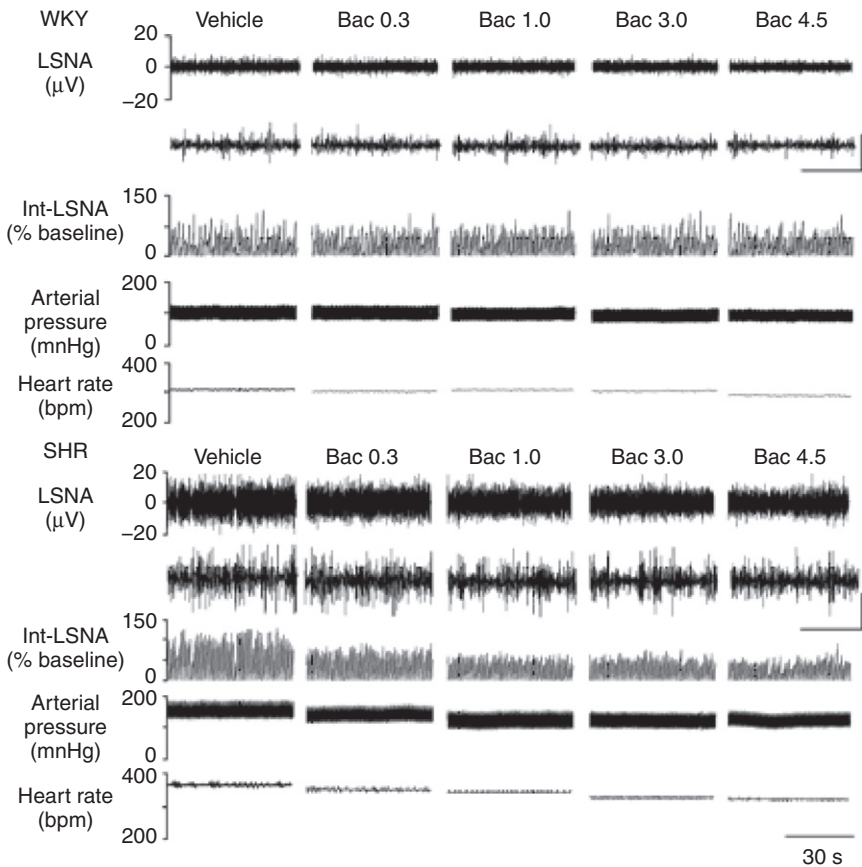 WKY Vehicle Bac 0.3 Bac 1.0 Bac 3.0 Bac 4.5
20
LSNA 0
(μV)
−20
150
Int-LSNA
(% baseline)
0
200
Arterial
pressure
(mnHg) 0
400
Heart rate
(bpm)
200
SHR Vehicle Bac 0.3 Bac 1.0 Bac 3.0 Bac 4.5
20
LSNA 0
(μV)
−20
150
Int-LSNA
(% baseline)
0
200
Arterial
pressure
(mnHg)
0
400
Heart rate
(bpm)
200
30 s